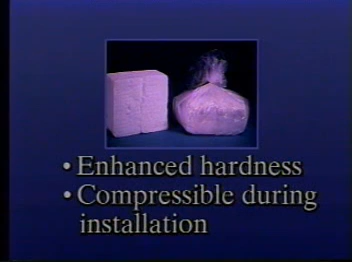 • Enhanced hardness
• Compressible during
installation